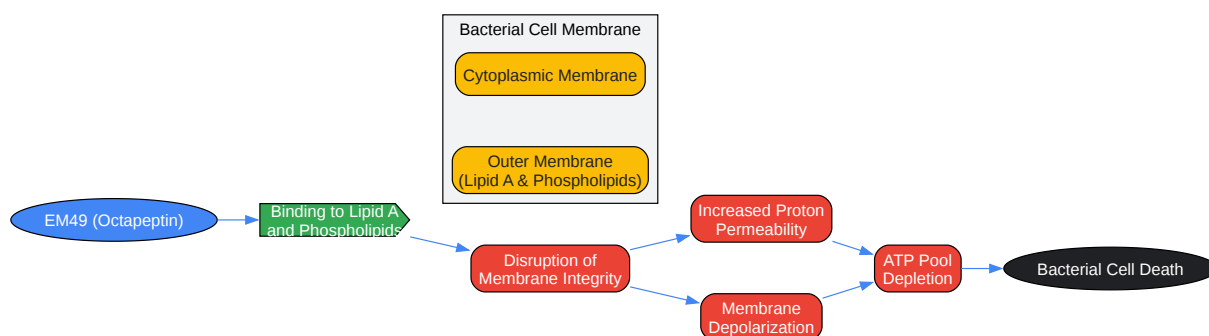 Bacterial Cell Membrane
Cytoplasmic Membrane
Outer Membrane
(Lipid A & Phospholipids)
EM49 (Octapeptin)
Binding to Lipid A
and Phospholipids
Disruption of
Membrane Integrity
Increased Proton
Permeability
Membrane
Depolarization
ATP Pool
Depletion
Bacterial Cell Death